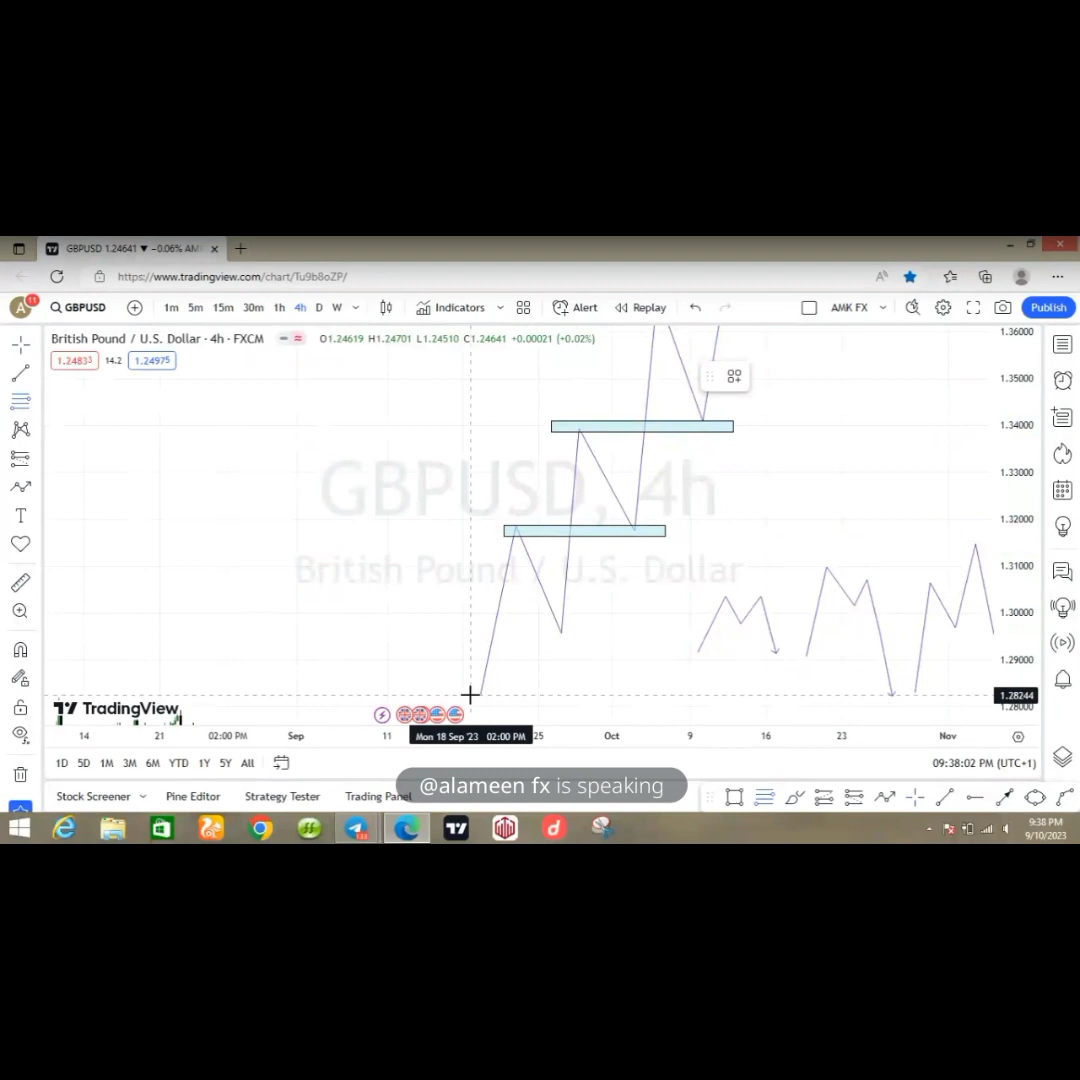 GBPUSD 1.24641 ▼ −0.06% AM
https://www.tradingview.com/chart/Tu9b8oZP/
A 11 GBPUSD 1m 5m 15m 30m 1h 4h D W Indicators Alert Replay AMK FX Publish
British Pound / U.S. Dollar · 4h · FXCM O1.24619 H1.24701 L1.24510 C1.24641 +0.00021 (+0.02%)
1.24833 14.2 1.24975
1.36000
1.35000
1.34000
1.33000
1.32000
1.31000
1.30000
1.29000
1.28244
1.28000
GBPUSD, 4h
British Pound / U.S. Dollar
TradingView
14 21 02:00 PM Sep 11 Mon 18 Sep '23 02:00 PM 25 Oct 9 16 23 Nov
1D 5D 1M 3M 6M YTD 1Y 5Y All 09:38:02 PM (UTC+1)
@alameen fx is speaking
Stock Screener Pine Editor Strategy Tester Trading Panel
9:38 PM
9/10/2023